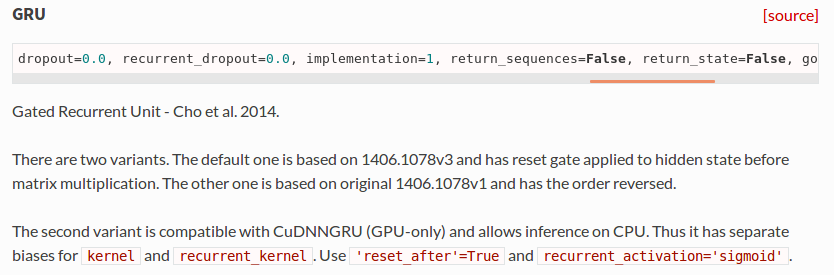 GRU [source]
dropout=0.0, recurrent_dropout=0.0, implementation=1, return_sequences=False, return_state=False, go
Gated Recurrent Unit - Cho et al. 2014.
There are two variants. The default one is based on 1406.1078v3 and has reset gate applied to hidden state before
matrix multiplication. The other one is based on original 1406.1078v1 and has the order reversed.
The second variant is compatible with CuDNNGRU (GPU-only) and allows inference on CPU. Thus it has separate
biases for kernel and recurrent_kernel. Use 'reset_after'=True and recurrent_activation='sigmoid'.